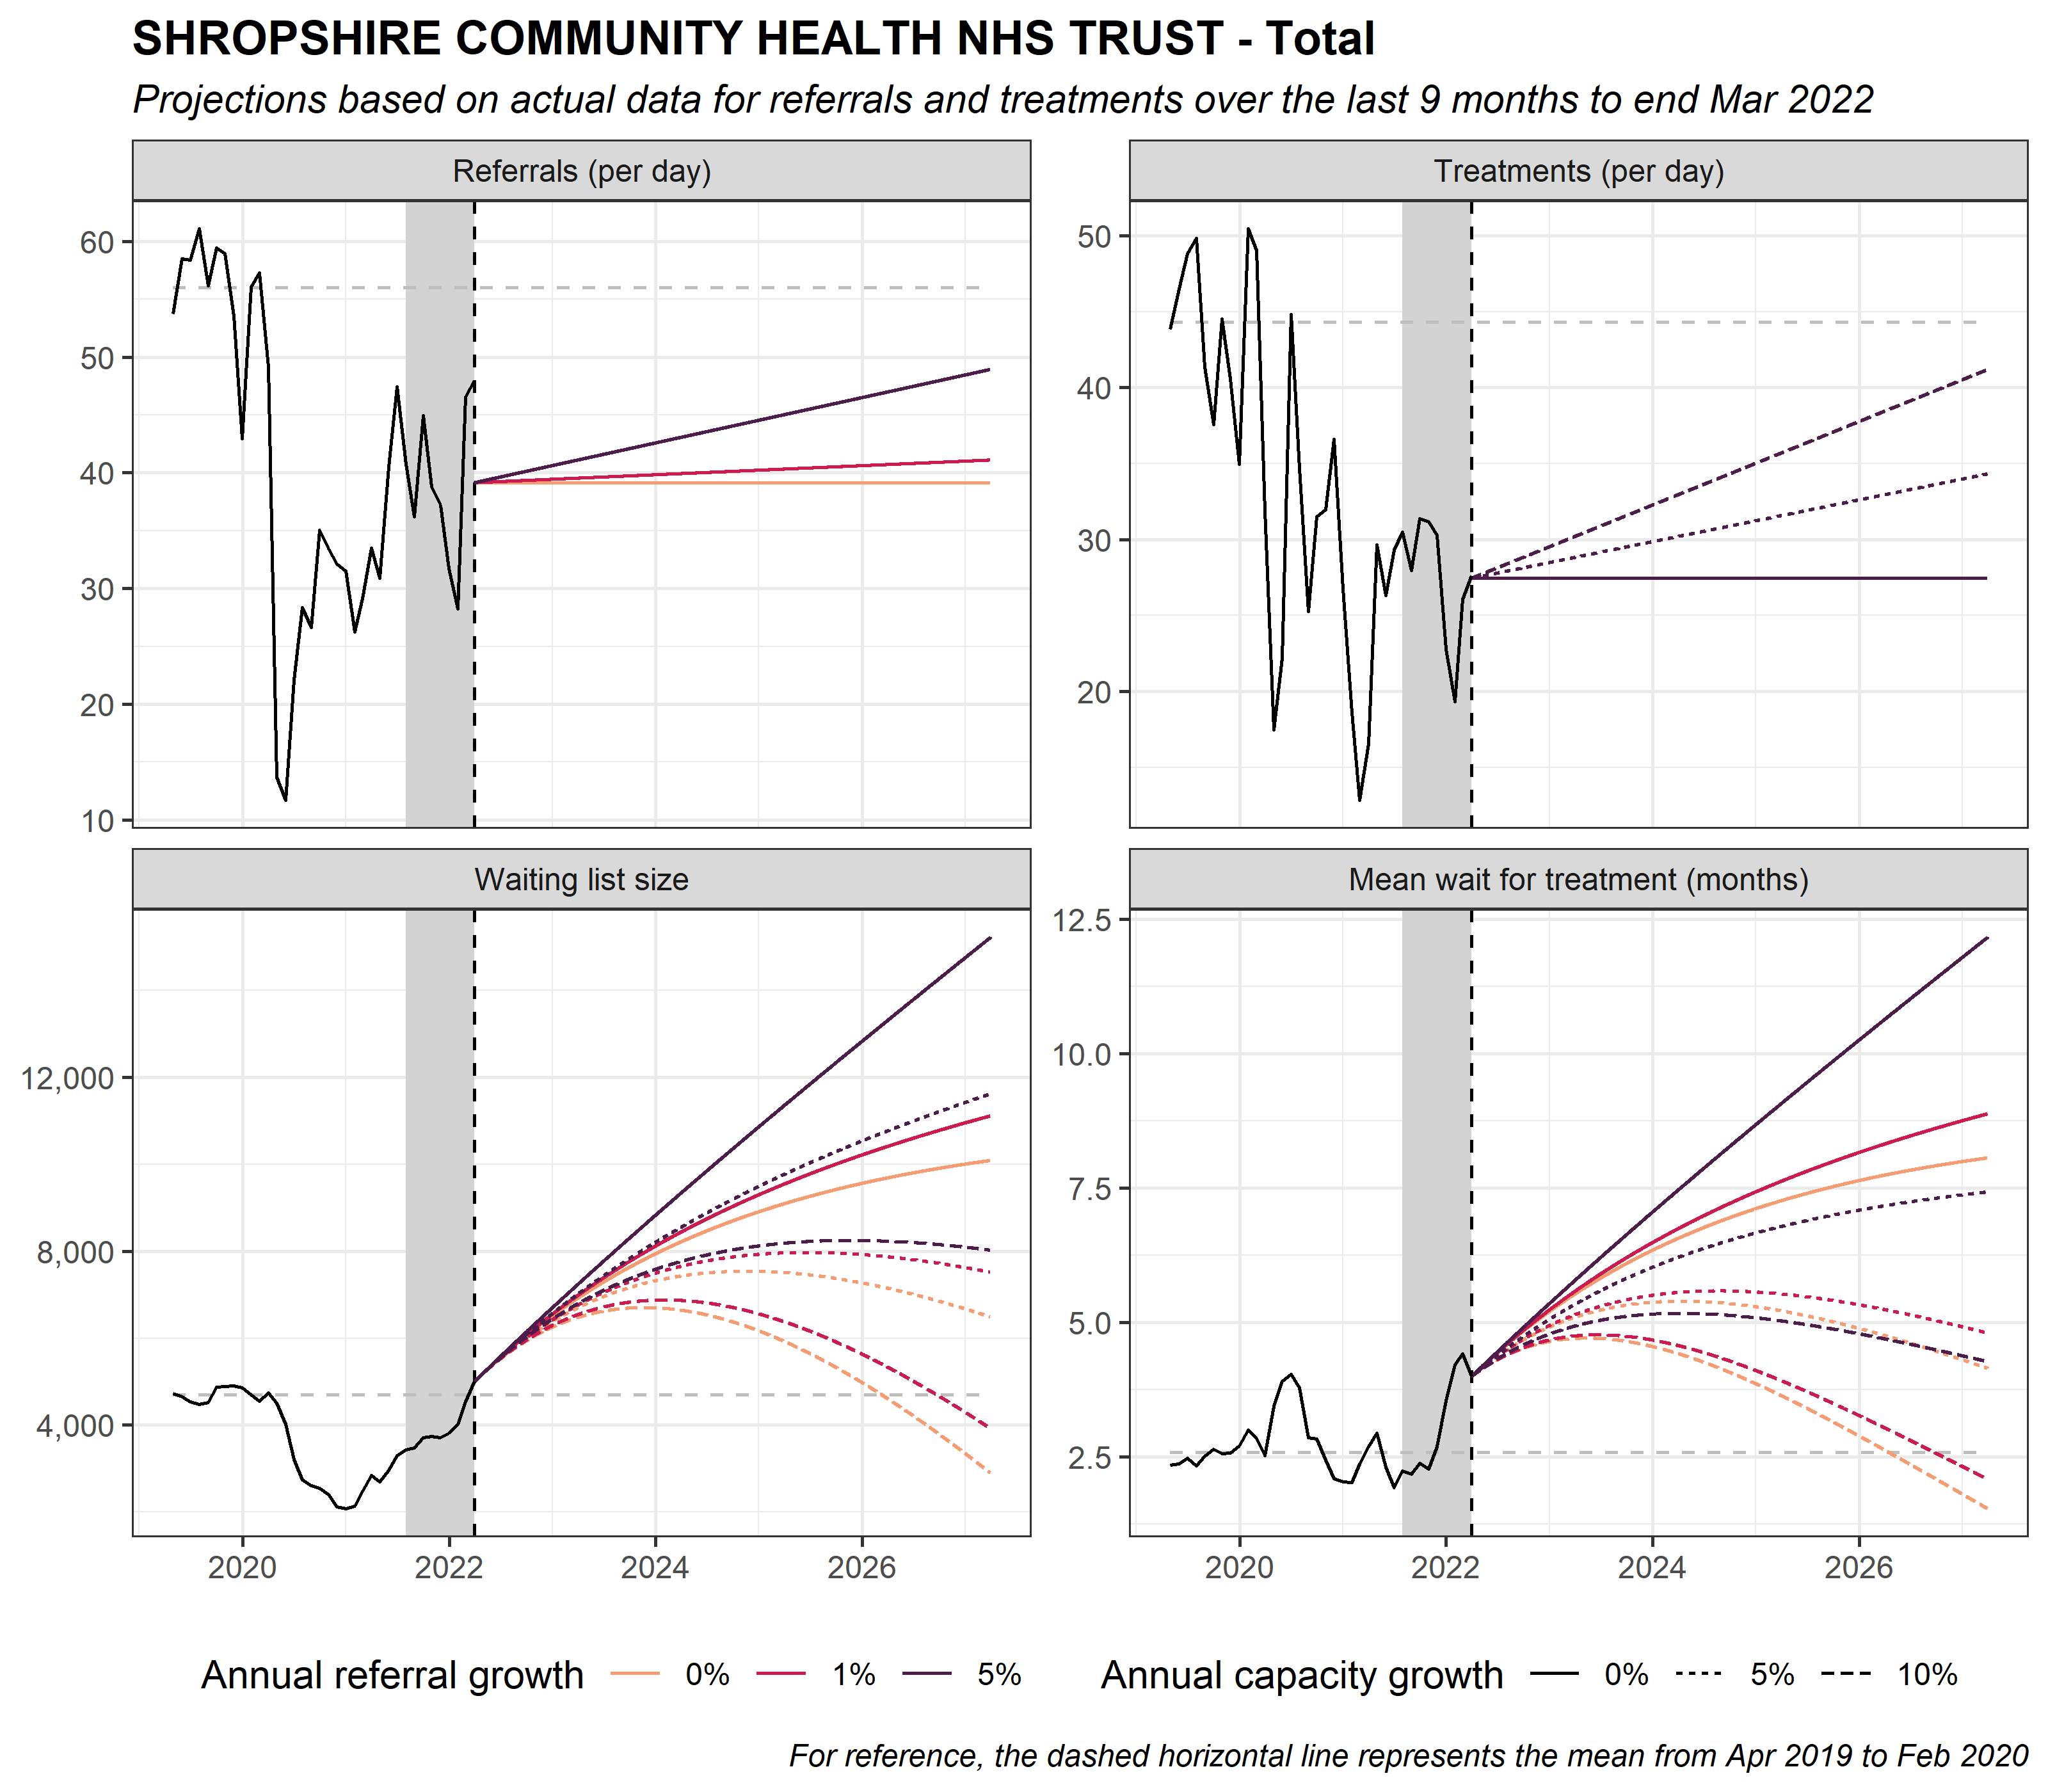 SHROPSHIRE COMMUNITY HEALTH NHS TRUST - Total
Projections based on actual data for referrals and treatments over the last 9 months to end Mar 2022
Referrals (per day)
60
50
40
30
20
10
Treatments (per day)
50
40
30
20
Waiting list size
12,000
8,000
4,000
2020 2022 2024 2026
Mean wait for treatment (months)
12.5
10.0
7.5
5.0
2.5
2020 2022 2024 2026
Annual referral growth 0% 1% 5%
Annual capacity growth 0% 5% 10%
For reference, the dashed horizontal line represents the mean from Apr 2019 to Feb 2020